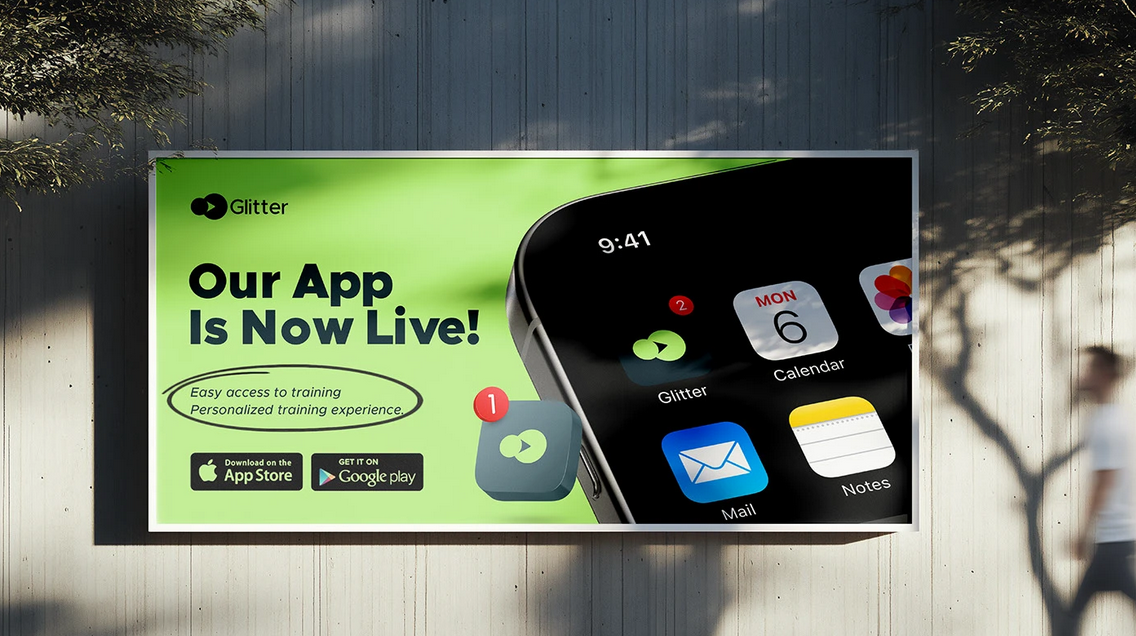 Glitter
Our App
Is Now Live!
Easy access to training
Personalized training experience.
Download on the
App Store
GET IT ON
Google play
1
9:41
2
Glitter
MON
6
Calendar
Mail
Notes